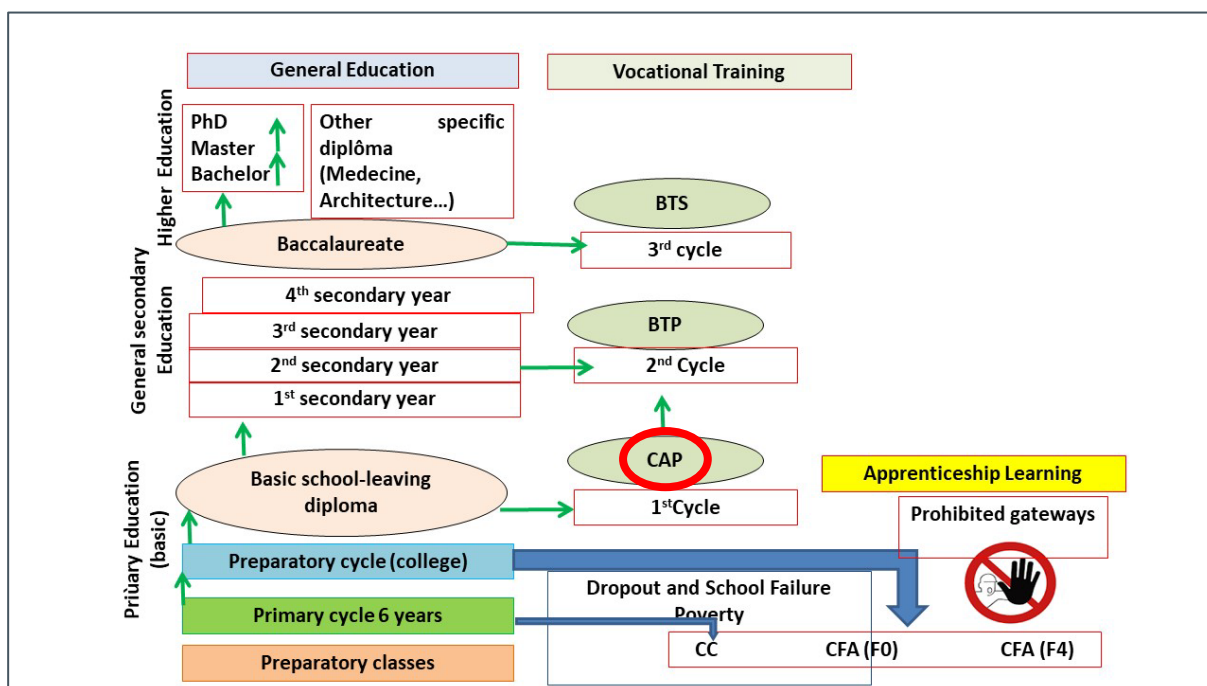 General Education
Vocational Training
Higher Education
PhD
Master
Bachelor
Other specific
diplôma
(Medecine,
Architecture...)
BTS
Baccalaureate
3rd cycle
General secondary
Education
4th secondary year
3rd secondary year
BTP
2nd secondary year
2nd Cycle
1st secondary year
CAP
Basic school-leaving
diploma
1stCycle
Apprenticeship Learning
Prohibited gateways
Priùary Education
(basic)
Preparatory cycle (college)
Dropout and School Failure
Poverty
Primary cycle 6 years
CC CFA (F0) CFA (F4)
Preparatory classes